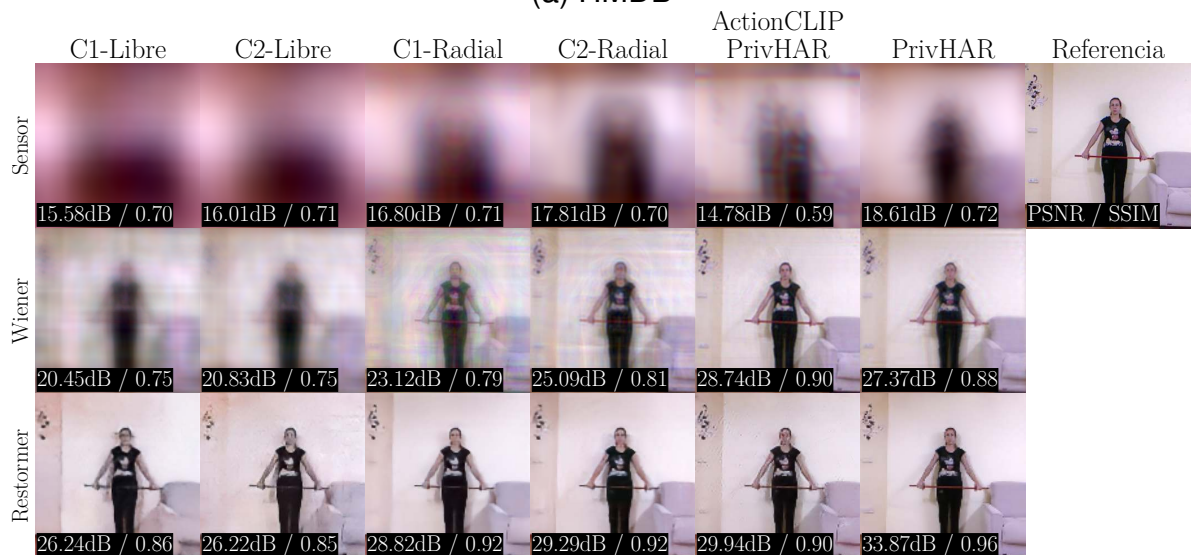 (a) HMDB
C1-Libre C2-Libre C1-Radial C2-Radial ActionCLIP PrivHAR PrivHAR Referencia
Sensor
15.58dB / 0.70 16.01dB / 0.71 16.80dB / 0.71 17.81dB / 0.70 14.78dB / 0.59 18.61dB / 0.72 PSNR / SSIM
Wiener
20.45dB / 0.75 20.83dB / 0.75 23.12dB / 0.79 25.09dB / 0.81 28.74dB / 0.90 27.37dB / 0.88
Restormer
26.24dB / 0.86 26.22dB / 0.85 28.82dB / 0.92 29.29dB / 0.92 29.94dB / 0.90 33.87dB / 0.96